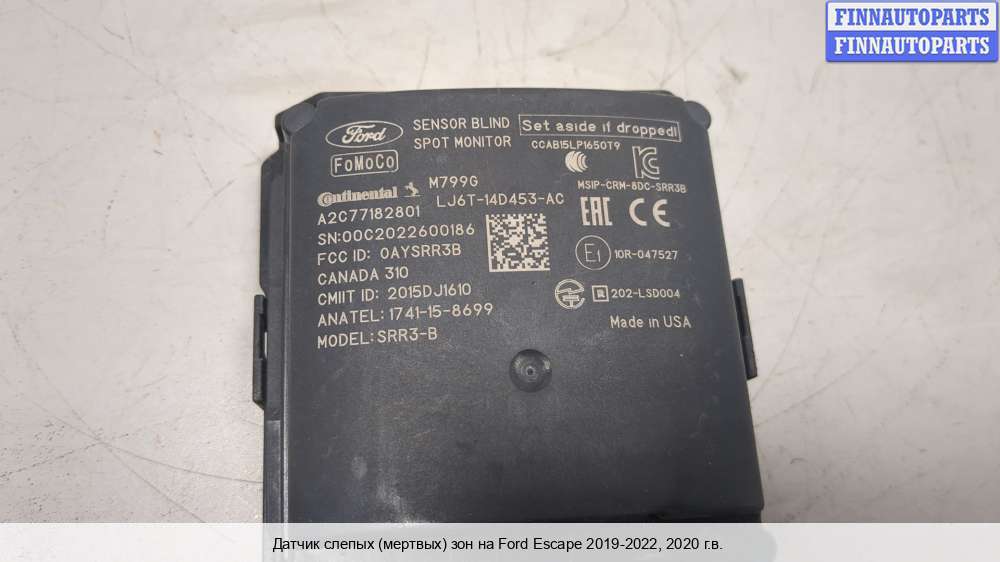 FINNAUTOPARTS
FINNAUTOPARTS
Ford
SENSOR BLIND
SPOT MONITOR
Set aside if dropped!
FoMoCo
CCAB15LP1650T9
MSIP-CRM-8DC-SRR3B
Continental
M799G
LJ6T-14D453-AC
A2C77182801
SN:00C2022600186
FCC ID: OAYSRR3B
CANADA 310
CMIIT ID: 2015DJ1610
ANATEL: 1741-15-8699
MODEL: SRR3-B
EAC CE
E1 10R-047527
R 202-LSD004
Made in USA
Датчик слепых (мертвых) зон на Ford Escape 2019-2022, 2020 г.в.